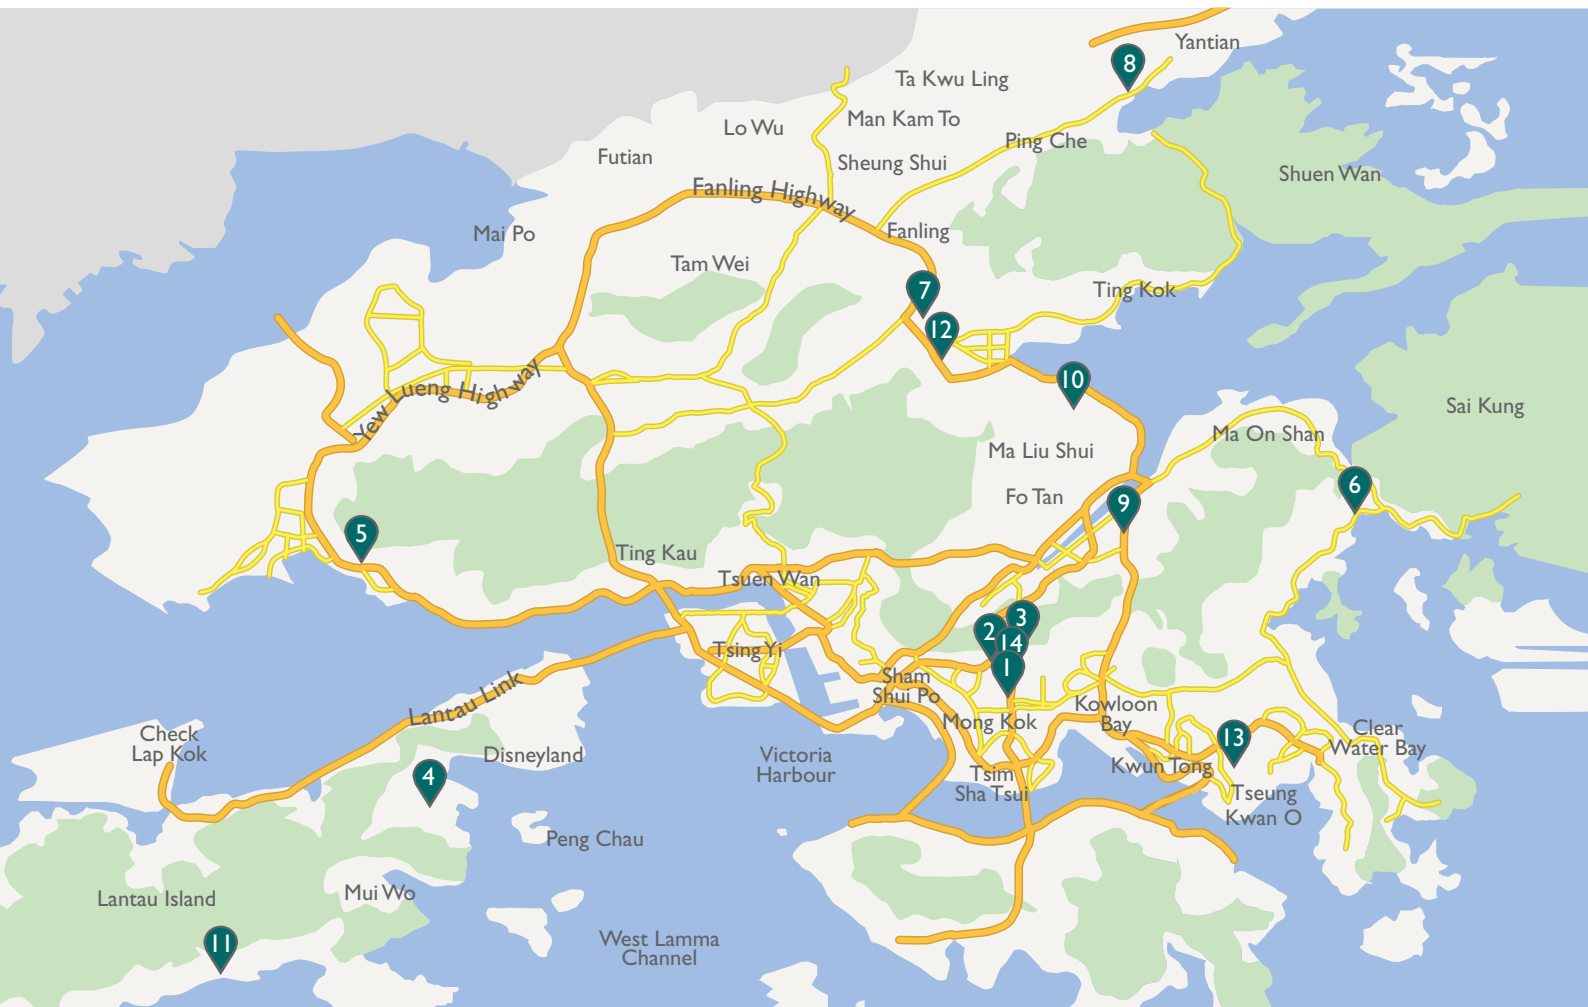 Yantian
8
Ta Kwu Ling
Man Kam To
Lo Wu
Ping Che
Futian
Sheung Shui
Shuen Wan
Fanling Highway
Fanling
Mai Po
Tam Wei
Ting Kok
7
12
10
Yew Lueng Highway
Sai Kung
Ma On Shan
Ma Liu Shui
6
Fo Tan
9
5
Ting Kau
Tsuen Wan
3
2
14
1
Tsing Yi
Sham
Shui Po
Lantau Link
Kowloon
Bay
Mong Kok
Check
Lap Kok
Disneyland
Victoria
Harbour
13
Clear
Water Bay
Kwun Tong
4
Tsim
Sha Tsui
Tseung
Kwan O
Peng Chau
Mui Wo
Lantau Island
11
West Lamma
Channel